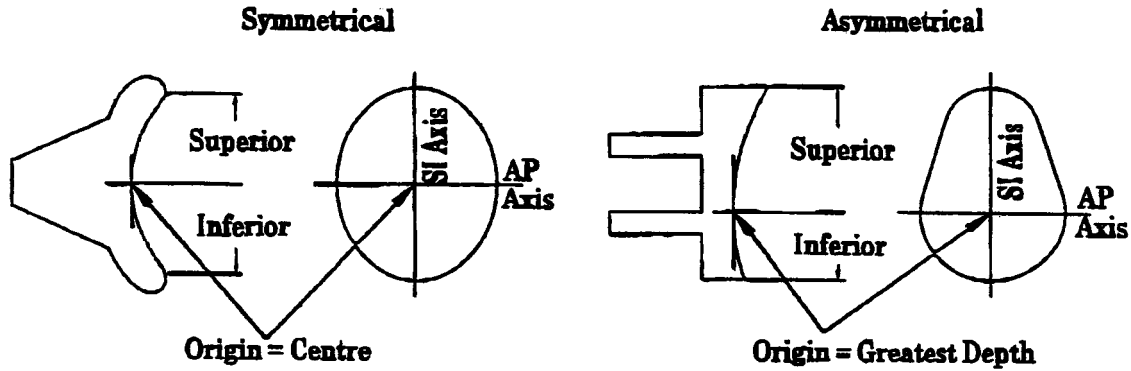 Symmetrical
Superior
Inferior
SI Axis
AP
Axis
Origin = Centre
Asymmetrical
Superior
Inferior
SI Axis
AP
Axis
Origin = Greatest Depth